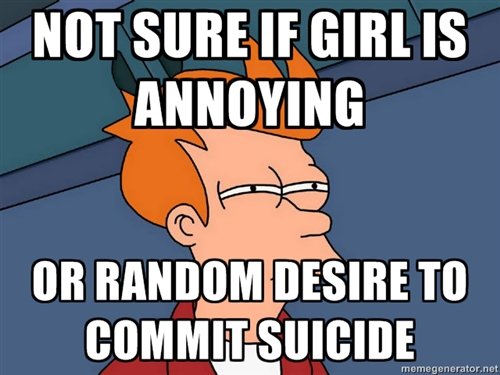 NOT SURE IF GIRL IS
ANNOYING
OR RANDOM DESIRE TO
COMMIT SUICIDE
memegenerator.net